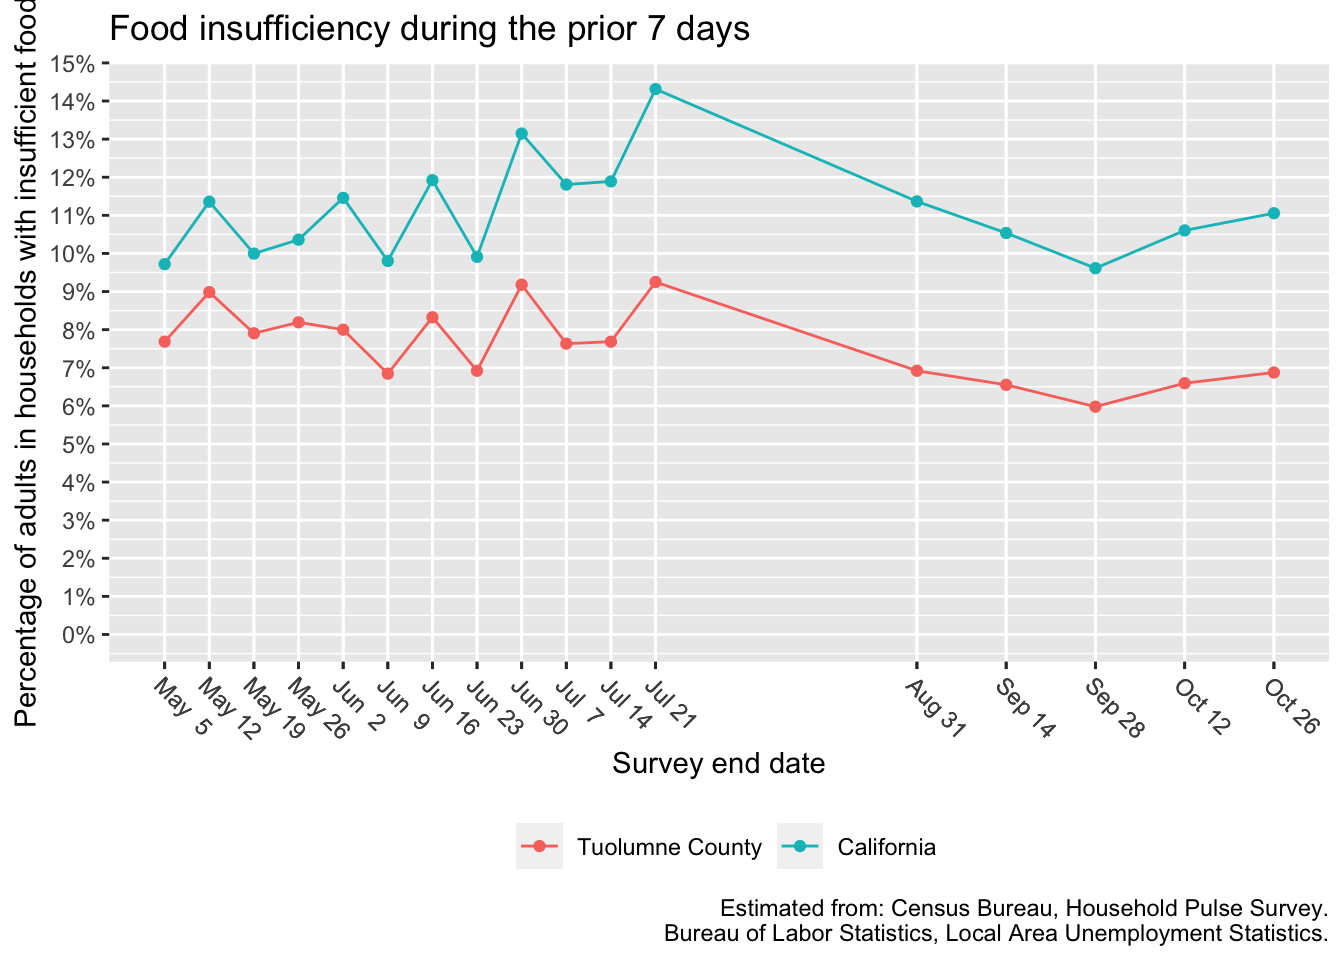 Food insufficiency during the prior 7 days
Percentage of adults in households with insufficient food
15%
14%
13%
12%
11%
10%
9%
8%
7%
6%
5%
4%
3%
2%
1%
0%
May 5
May 12
May 19
May 26
Jun 2
Jun 9
Jun 16
Jun 23
Jun 30
Jul 7
Jul 14
Jul 21
Aug 31
Sep 14
Sep 28
Oct 12
Oct 26
Survey end date
Tuolumne County
California
Estimated from: Census Bureau, Household Pulse Survey.
Bureau of Labor Statistics, Local Area Unemployment Statistics.